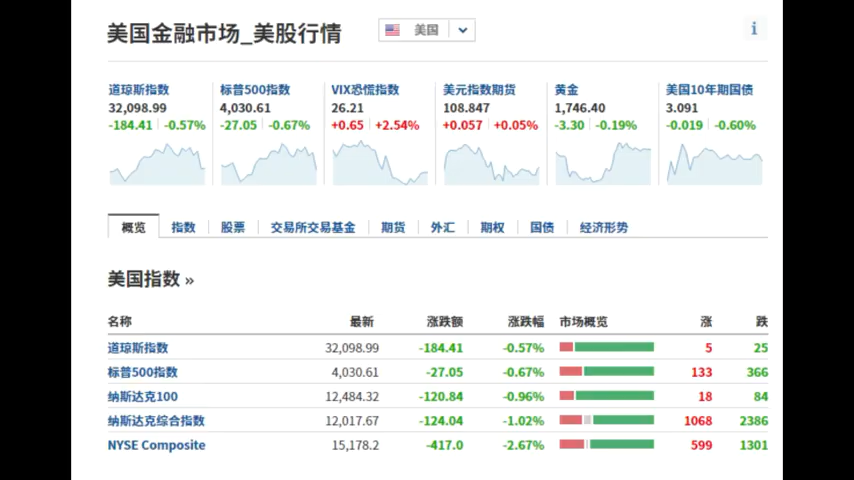 美国金融市场_美股行情
美国
i
道琼斯指数 标普500指数 VIX恐慌指数 美元指数期货 黄金 美国10年期国债
32,098.99 4,030.61 26.21 108.847 1,746.40 3.091
-184.41 -0.57% -27.05 -0.67% +0.65 +2.54% +0.057 +0.05% -3.30 -0.19% -0.019 -0.60%
概览 指数 股票 交易所交易基金 期货 外汇 期权 国债 经济形势
美国指数 »
名称 最新 涨跌额 涨跌幅 市场概览 涨 跌
道琼斯指数 32,098.99 -184.41 -0.57% 5 25
标普500指数 4,030.61 -27.05 -0.67% 133 366
纳斯达克100 12,484.32 -120.84 -0.96% 18 84
纳斯达克综合指数 12,017.67 -124.04 -1.02% 1068 2386
NYSE Composite 15,178.2 -417.0 -2.67% 599 1301